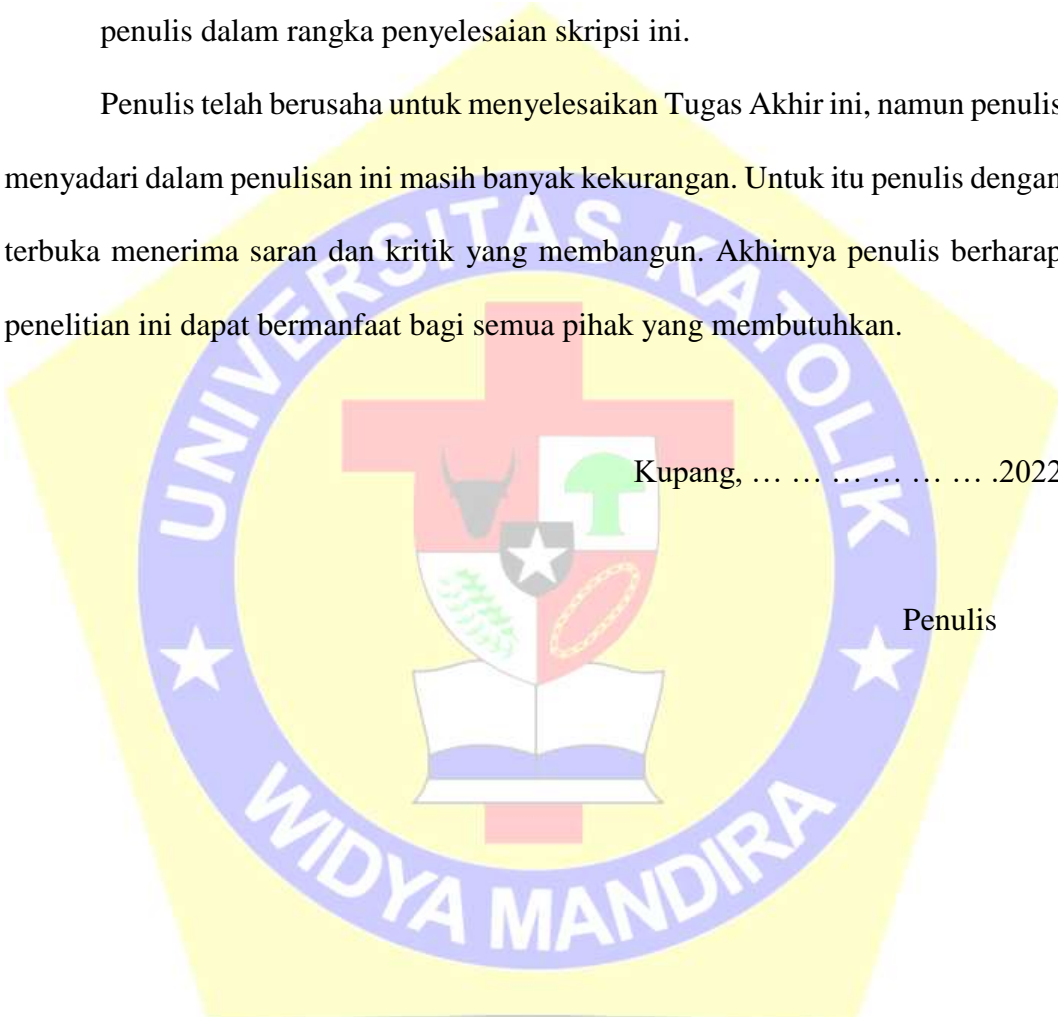 penulis dalam rangka penyelesaian skripsi ini.
Penulis telah berusaha untuk menyelesaikan Tugas Akhir ini, namun penulis
menyadari dalam penulisan ini masih banyak kekurangan. Untuk itu penulis dengan
terbuka menerima saran dan kritik yang membangun. Akhirnya penulis berharap
penelitian ini dapat bermanfaat bagi semua pihak yang membutuhkan.
Kupang, … … … … … … .2022
Penulis
UNIVERSITAS KATOLIK
WIDYA MANDIRA